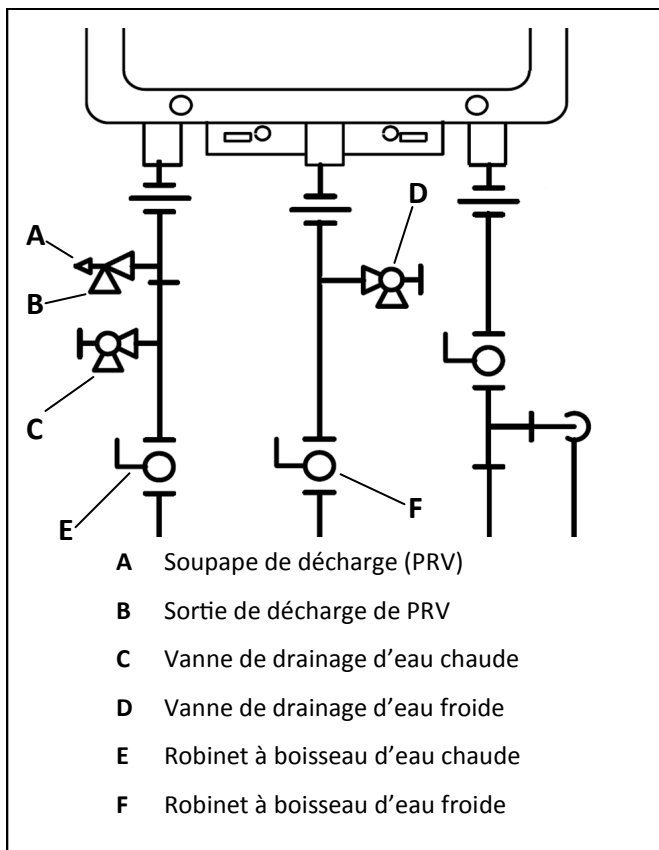 D
A
B
C
F
E
A Soupape de décharge (PRV)
B Sortie de décharge de PRV
C Vanne de drainage d’eau chaude
D Vanne de drainage d’eau froide
E Robinet à boisseau d’eau chaude
F Robinet à boisseau d’eau froide